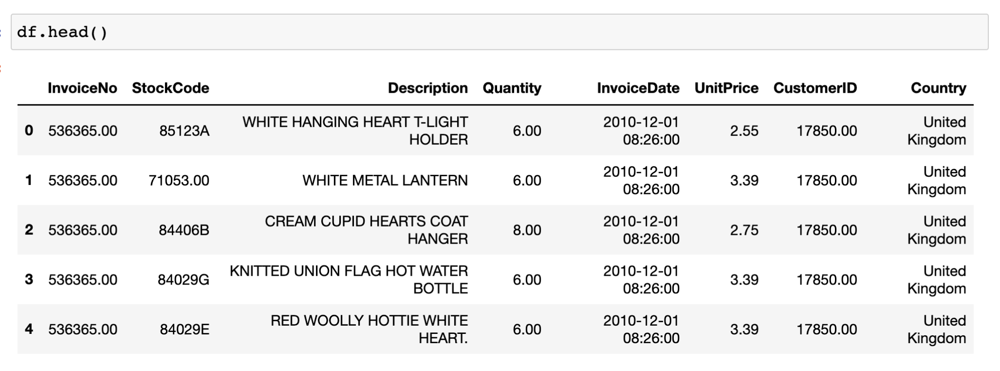 df.head()
InvoiceNo StockCode Description Quantity InvoiceDate UnitPrice CustomerID Country
0 536365.00 85123A WHITE HANGING HEART T-LIGHT HOLDER 6.00 2010-12-01 08:26:00 2.55 17850.00 United Kingdom
1 536365.00 71053.00 WHITE METAL LANTERN 6.00 2010-12-01 08:26:00 3.39 17850.00 United Kingdom
2 536365.00 84406B CREAM CUPID HEARTS COAT HANGER 8.00 2010-12-01 08:26:00 2.75 17850.00 United Kingdom
3 536365.00 84029G KNITTED UNION FLAG HOT WATER BOTTLE 6.00 2010-12-01 08:26:00 3.39 17850.00 United Kingdom
4 536365.00 84029E RED WOOLLY HOTTIE WHITE HEART. 6.00 2010-12-01 08:26:00 3.39 17850.00 United Kingdom